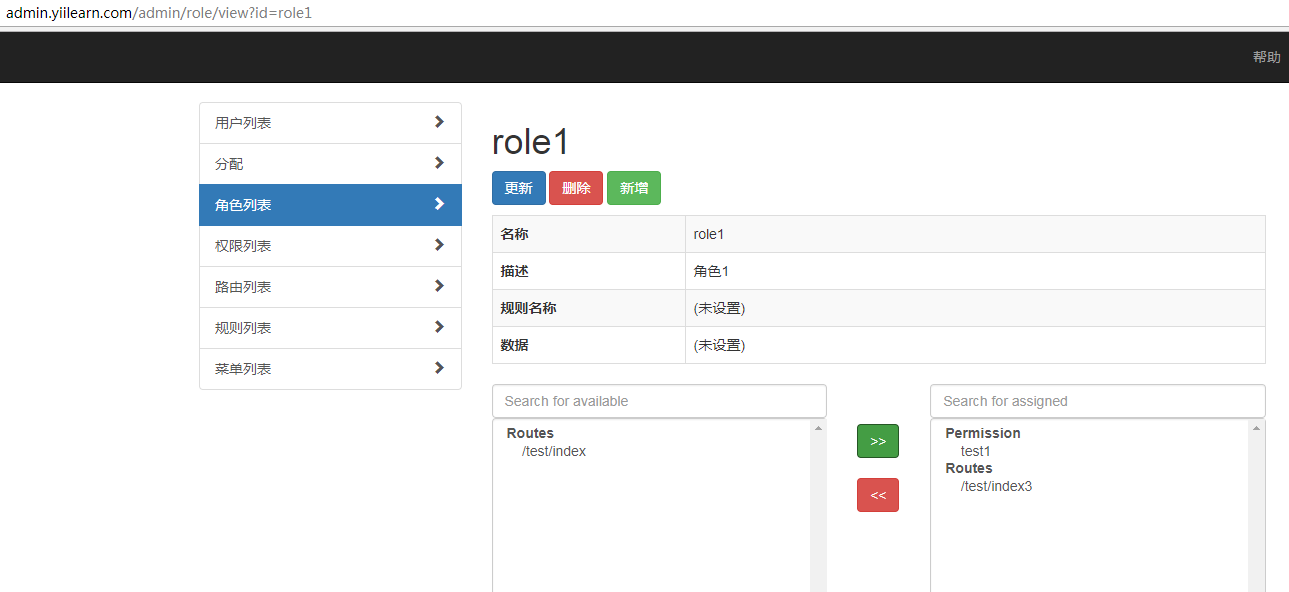 admin.yiilearn.com/admin/role/view?id=role1
帮助
用户列表
分配
角色列表
权限列表
路由列表
规则列表
菜单列表
role1
更新 删除 新增
名称 role1
描述 角色1
规则名称 (未设置)
数据 (未设置)
Search for available
Routes
/test/index
>>
<<
Search for assigned
Permission
test1
Routes
/test/index3